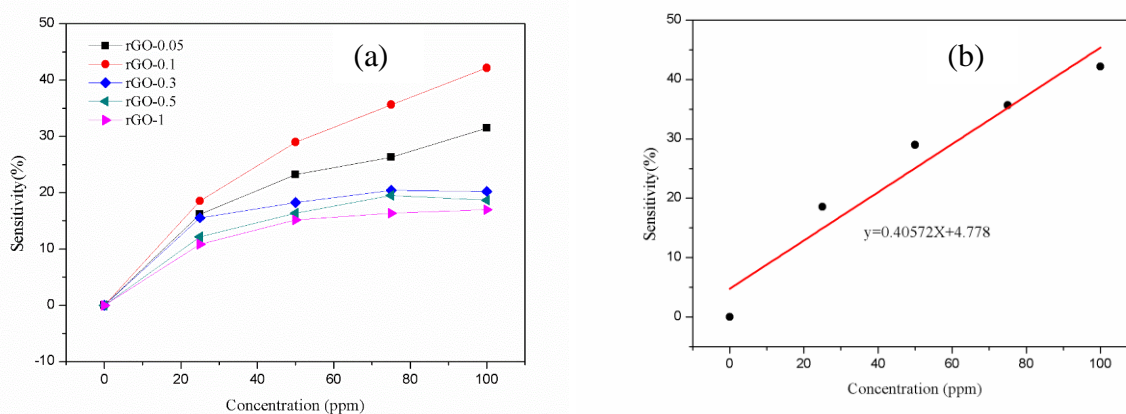 (a)
rGO-0.05
rGO-0.1
rGO-0.3
rGO-0.5
rGO-1
50
40
30
20
10
0
-10
Sensitivity(%)
0 20 40 60 80 100
Concentration (ppm)
(b)
50
40
30
20
10
0
Sensitivity(%)
y=0.40572X+4.778
0 20 40 60 80 100
Concentration (ppm)